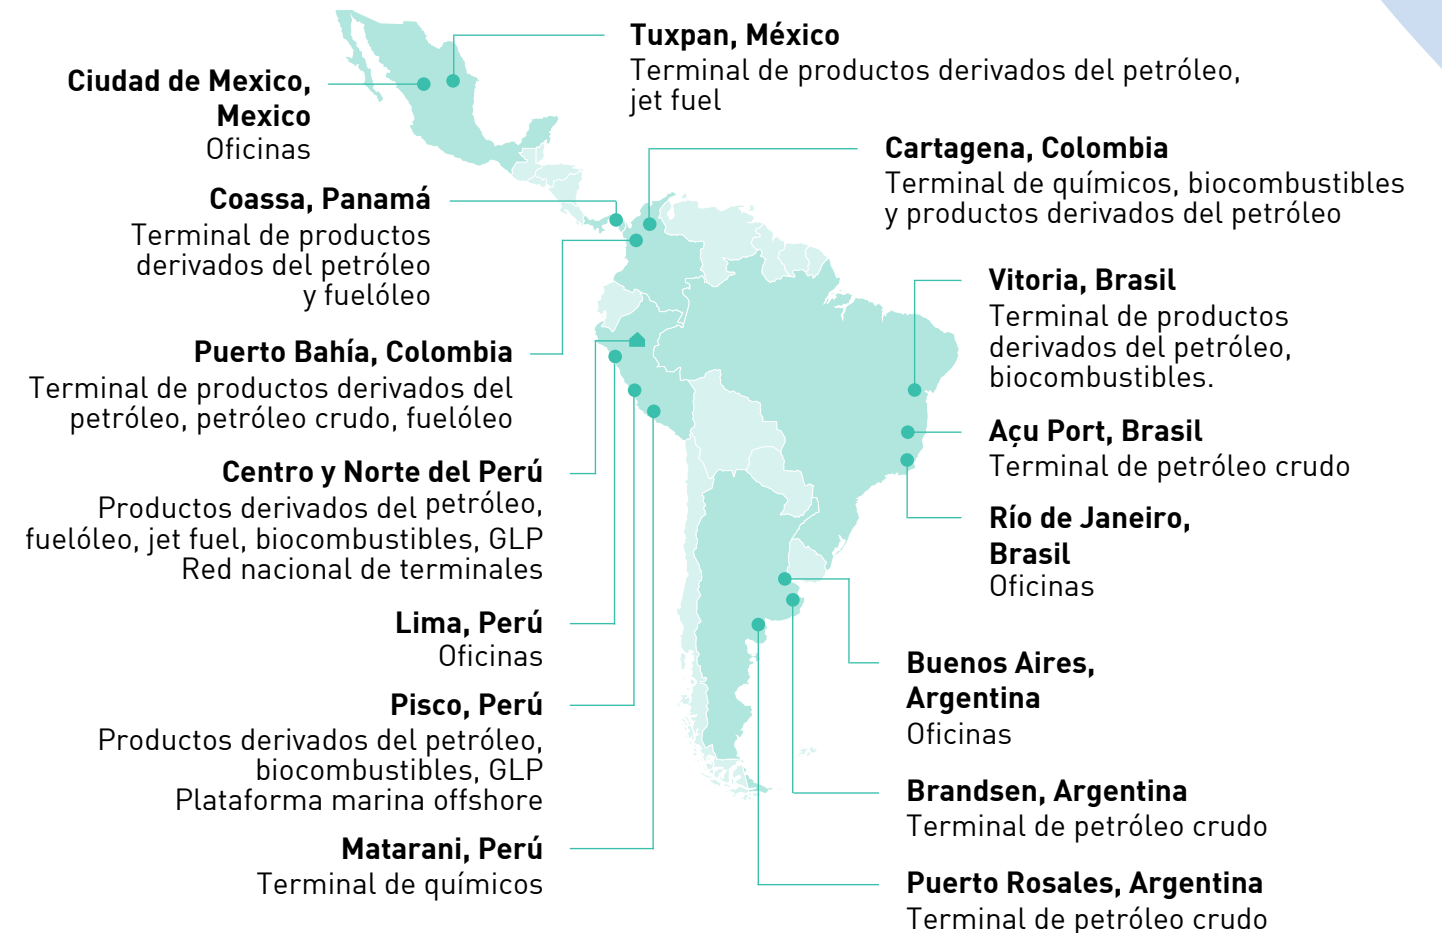 Ciudad de Mexico,
Mexico
Oficinas
Coassa, Panamá
Terminal de productos
derivados del petróleo
y fuelóleo
Puerto Bahía, Colombia
Terminal de productos derivados del
petróleo, petróleo crudo, fuelóleo
Centro y Norte del Perú
Productos derivados del petróleo,
fuelóleo, jet fuel, biocombustibles, GLP
Red nacional de terminales
Lima, Perú
Oficinas
Pisco, Perú
Productos derivados del petróleo,
biocombustibles, GLP
Plataforma marina offshore
Matarani, Perú
Terminal de químicos
Tuxpan, México
Terminal de productos derivados del petróleo,
jet fuel
Cartagena, Colombia
Terminal de químicos, biocombustibles
y productos derivados del petróleo
Vitoria, Brasil
Terminal de productos
derivados del petróleo,
biocombustibles.
Açu Port, Brasil
Terminal de petróleo crudo
Río de Janeiro,
Brasil
Oficinas
Buenos Aires,
Argentina
Oficinas
Brandsen, Argentina
Terminal de petróleo crudo
Puerto Rosales, Argentina
Terminal de petróleo crudo